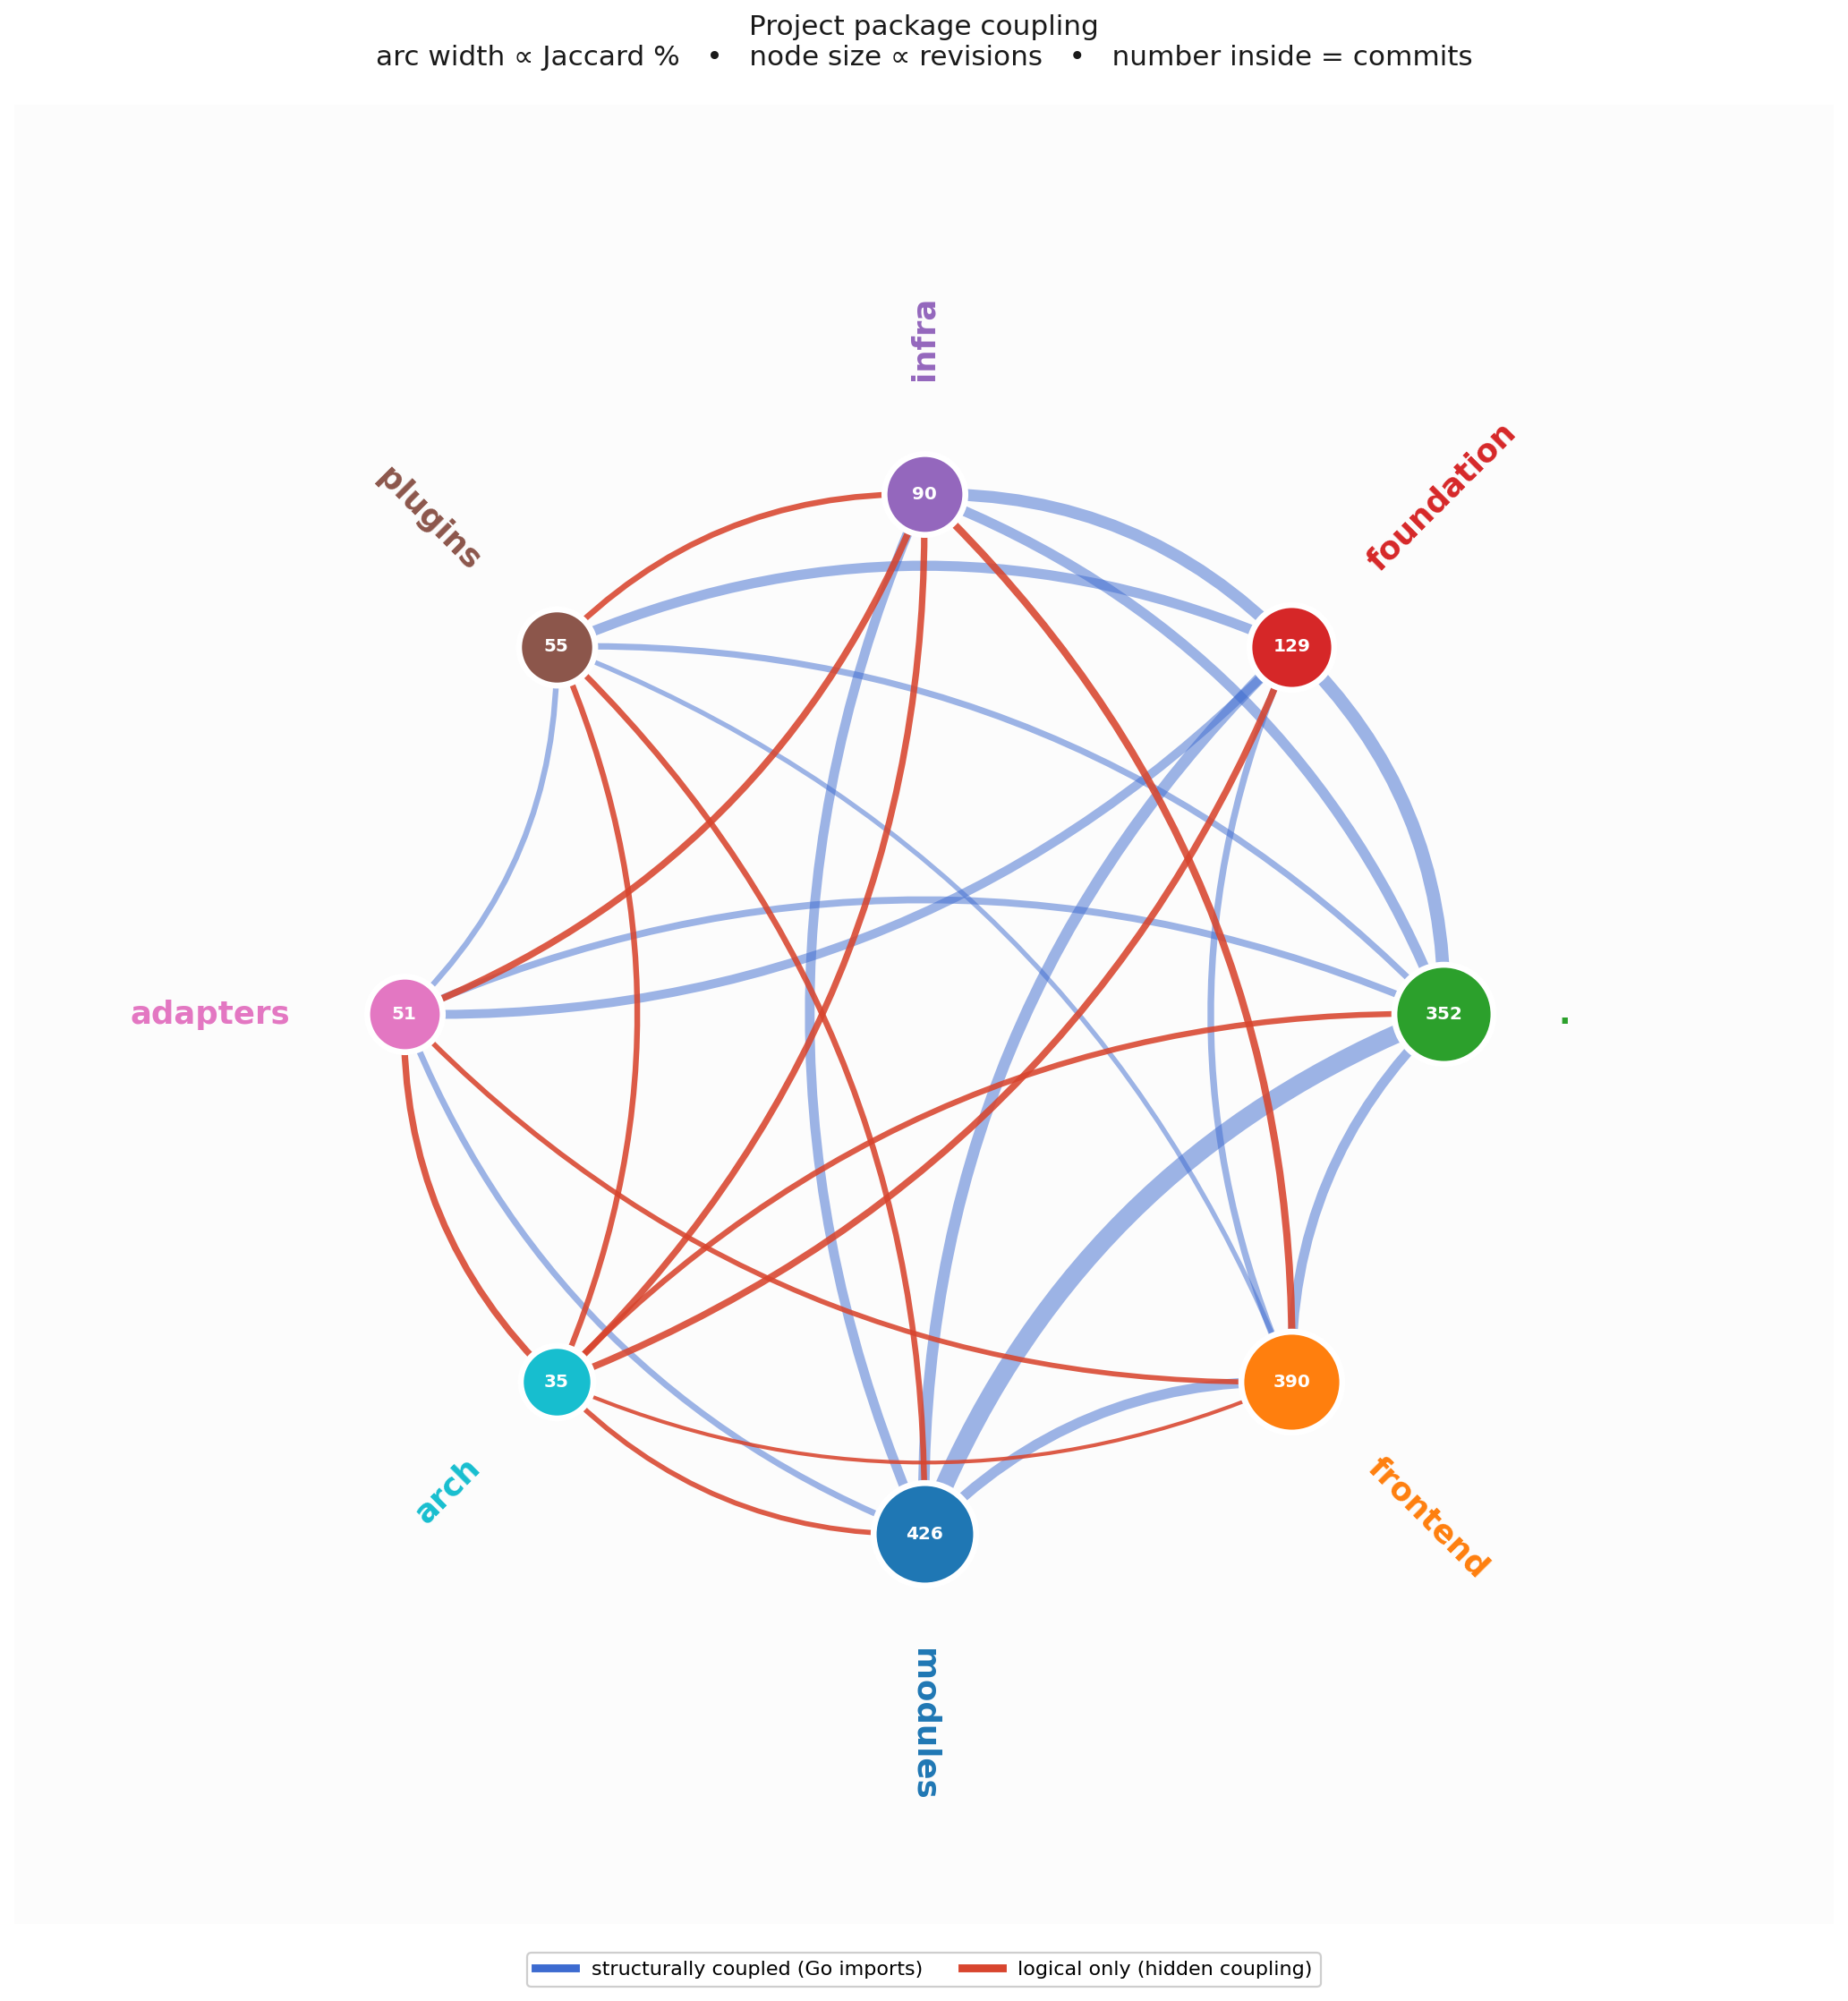 Project package coupling
arc width ∝ Jaccard %   •   node size ∝ revisions   •   number inside = commits
infra
foundation
plugins
90
55
129
adapters
51
352
.
35
390
arch
frontend
426
modules
structurally coupled (Go imports)
logical only (hidden coupling)